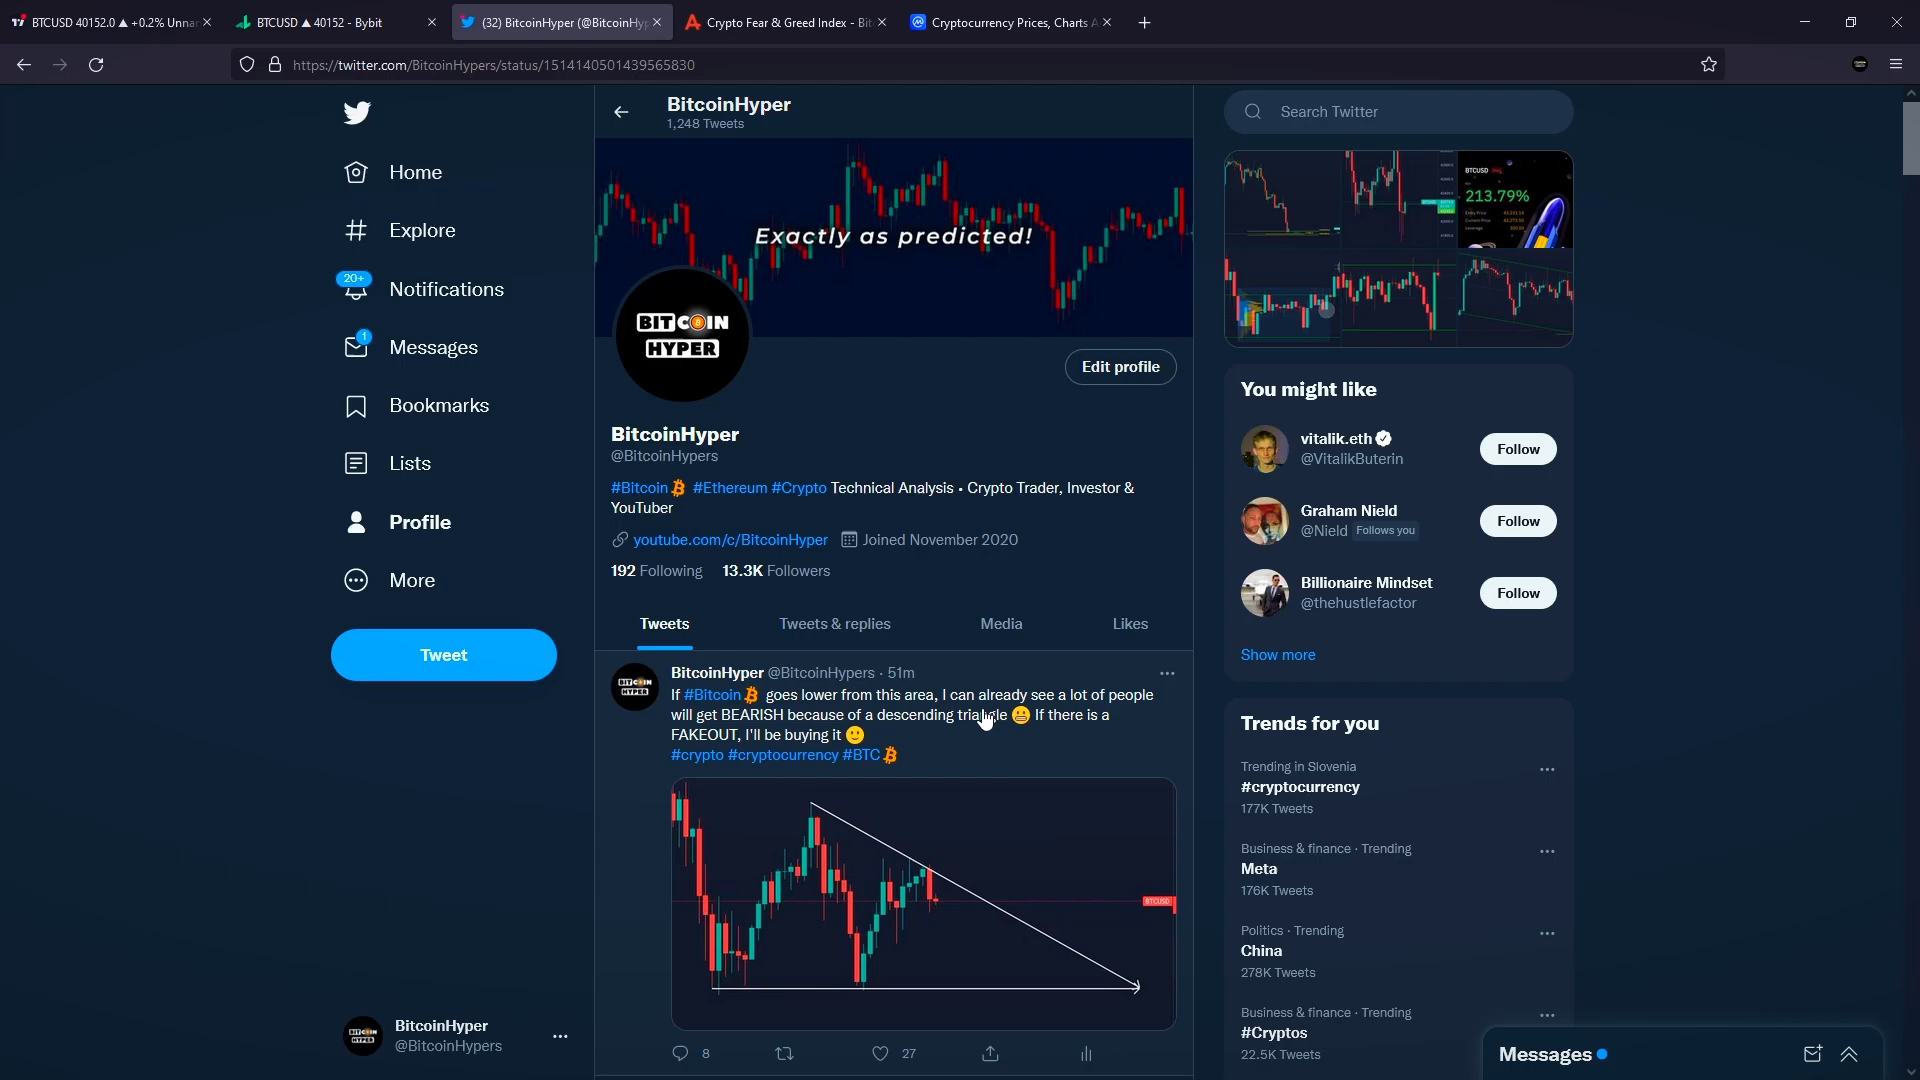 BTCUSD 40152.0 ▲ +0.2% Unna
BTCUSD ▲ 40152 - Bybit
(32) BitcoinHyper (@BitcoinHy
Crypto Fear & Greed Index - Bit
Cryptocurrency Prices, Charts A
https://twitter.com/BitcoinHypers/status/1514140501439565830
Home
Explore
20+
Notifications
1
Messages
Bookmarks
Lists
Profile
More
Tweet
BitcoinHyper
@BitcoinHypers
BitcoinHyper
1,248 Tweets
Exactly as predicted!
BITCOIN
HYPER
Edit profile
BitcoinHyper
@BitcoinHypers
#Bitcoin #Ethereum #Crypto Technical Analysis • Crypto Trader, Investor &
YouTuber
youtube.com/c/BitcoinHyper Joined November 2020
192 Following 13.3K Followers
Tweets Tweets & replies Media Likes
BITCOIN
HYPER
BitcoinHyper @BitcoinHypers · 51m
If #Bitcoin goes lower from this area, I can already see a lot of people
will get BEARISH because of a descending triangle 😬 If there is a
FAKEOUT, I'll be buying it 🙂
#crypto #cryptocurrency #BTC
BTCUSD
8 27
Search Twitter
BTCUSD
213.79%
You might like
vitalik.eth
@VitalikButerin
Follow
Graham Nield
@Nield Follows you
Follow
Billionaire Mindset
@thehustlefactor
Follow
Show more
Trends for you
Trending in Slovenia
#cryptocurrency
177K Tweets
Business & finance · Trending
Meta
176K Tweets
Politics · Trending
China
278K Tweets
Business & finance · Trending
#Cryptos
22.5K Tweets
Messages